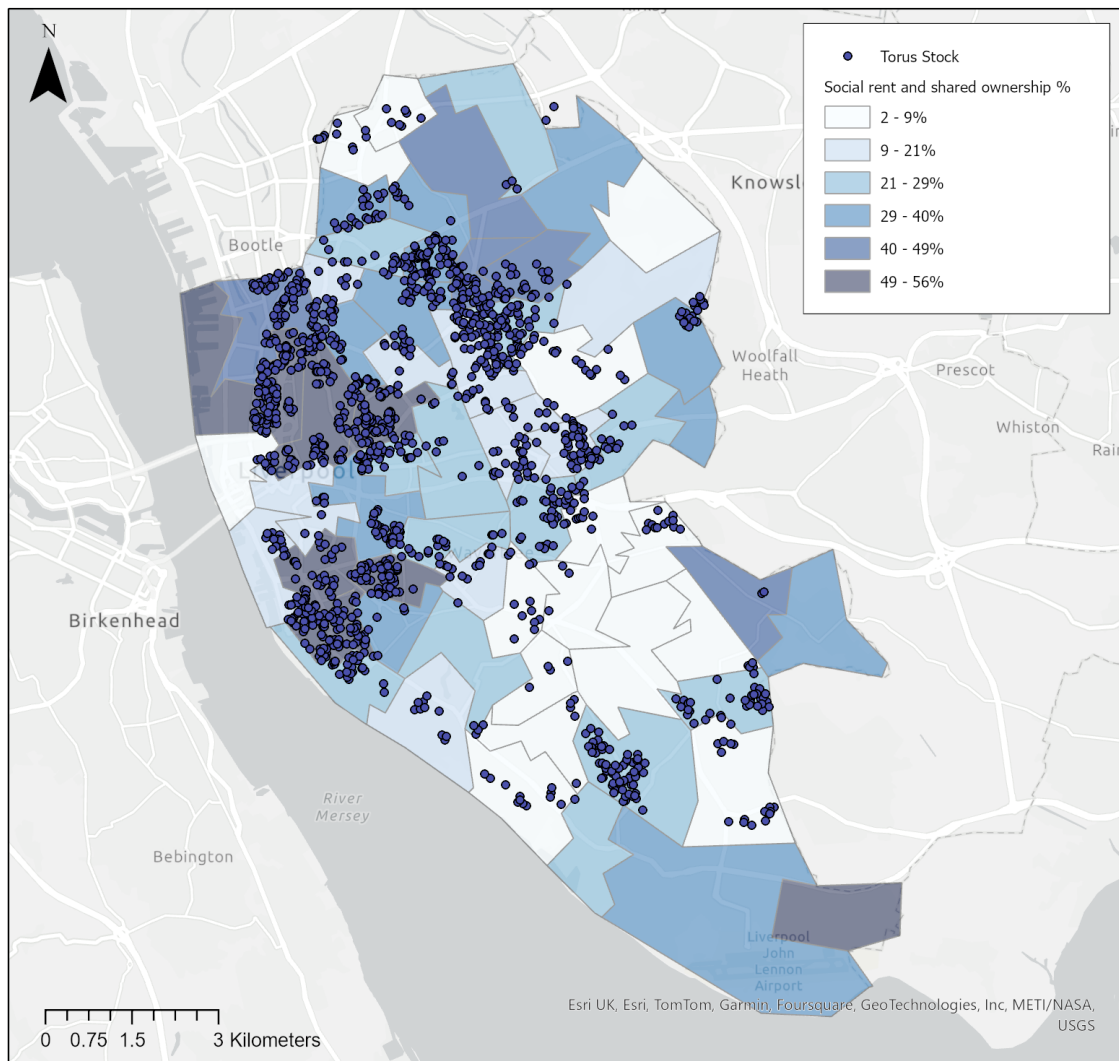 N
Torus Stock
Social rent and shared ownership %
2 - 9%
9 - 21%
21 - 29%
29 - 40%
40 - 49%
49 - 56%
Knowsl
Bootle
Woolfall
Heath
Prescot
Whiston
Rain
Liverpool
Birkenhead
River
Mersey
Bebington
Liverpool
John
Lennon
Airport
Esri UK, Esri, TomTom, Garmin, Foursquare, GeoTechnologies, Inc, METI/NASA,
USGS
0 0.75 1.5 3 Kilometers